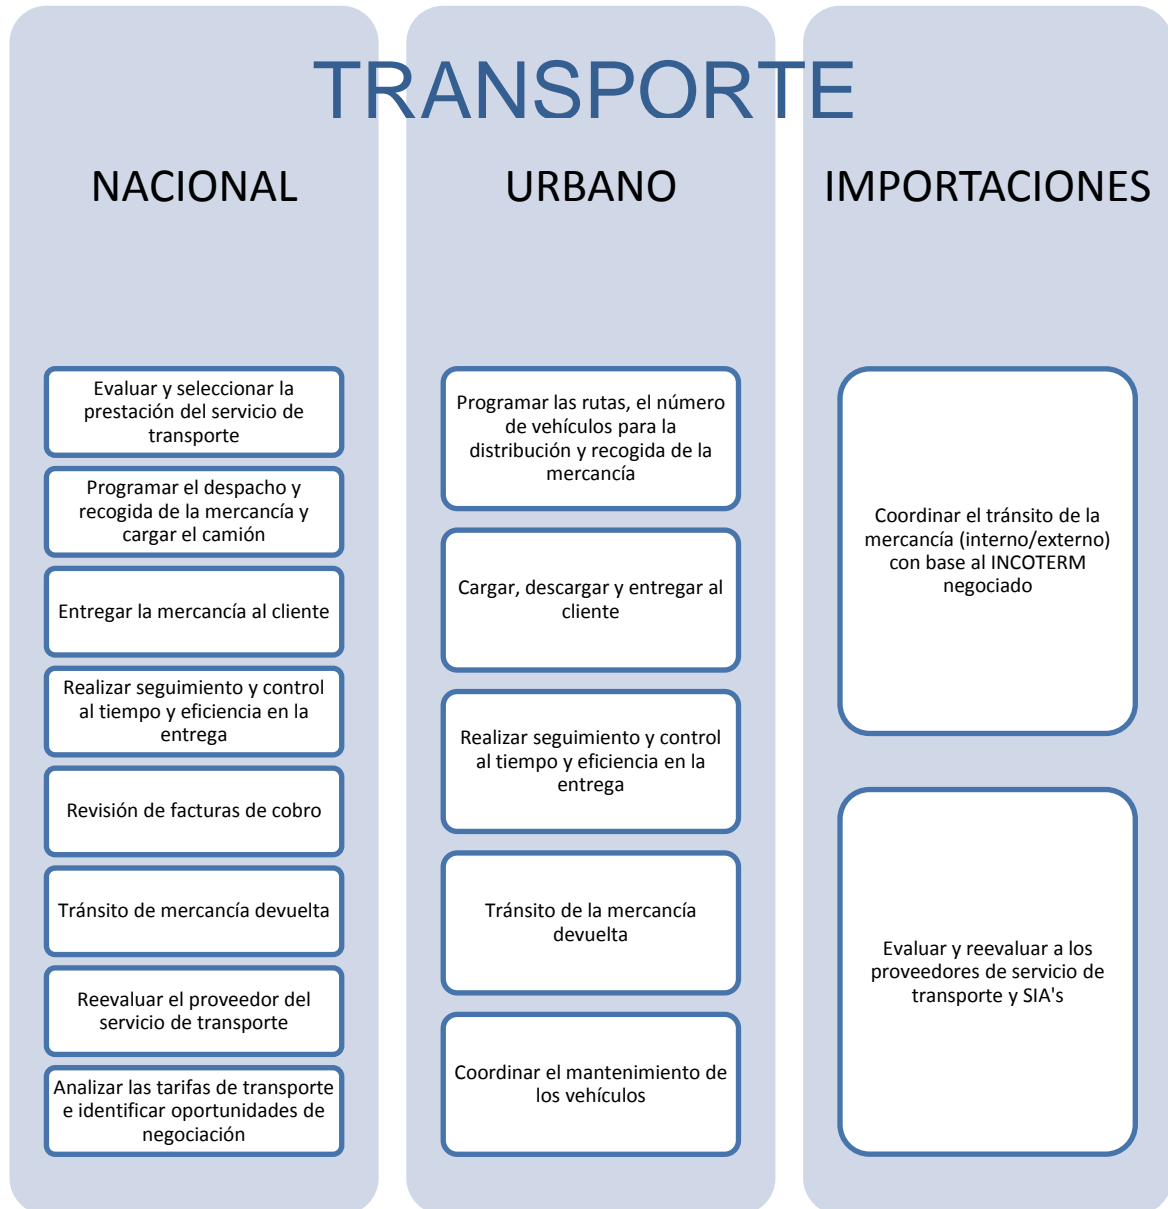 TRANSPORTE
NACIONAL
Evaluar y seleccionar la
prestación del servicio de
transporte
Programar el despacho y
recogida de la mercancía y
cargar el camión
Entregar la mercancía al cliente
Realizar seguimiento y control
al tiempo y eficiencia en la
entrega
Revisión de facturas de cobro
Tránsito de mercancía devuelta
Reevaluar el proveedor del
servicio de transporte
Analizar las tarifas de transporte
e identificar oportunidades de
negociación
URBANO
Programar las rutas, el número
de vehículos para la
distribución y recogida de la
mercancía
Cargar, descargar y entregar al
cliente
Realizar seguimiento y control
al tiempo y eficiencia en la
entrega
Tránsito de la mercancía
devuelta
Coordinar el mantenimiento de
los vehículos
IMPORTACIONES
Coordinar el tránsito de la
mercancía (interno/externo)
con base al INCOTERM
negociado
Evaluar y reevaluar a los
proveedores de servicio de
transporte y SIA's